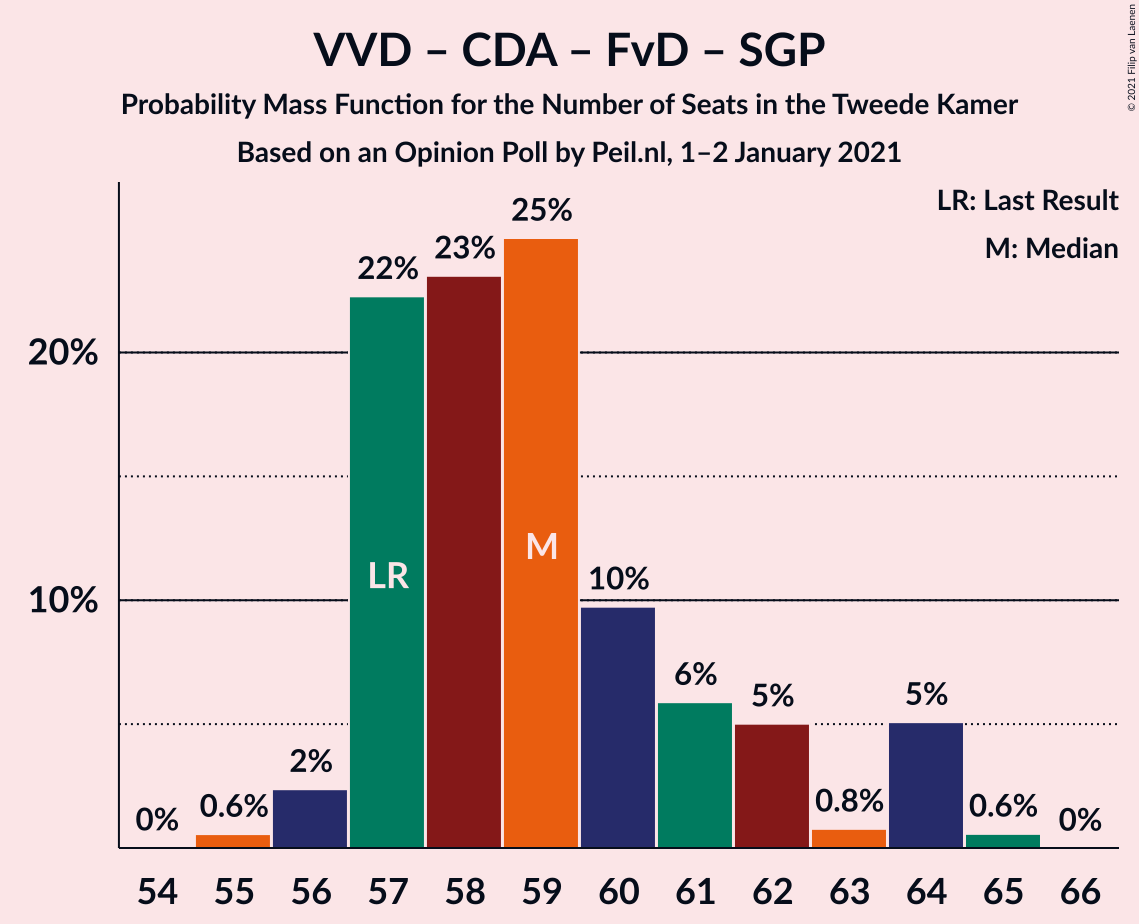 VVD – CDA – FvD – SGP
Probability Mass Function for the Number of Seats in the Tweede Kamer
Based on an Opinion Poll by Peil.nl, 1–2 January 2021
© 2021 Filip van Laenen
LR: Last Result
M: Median
20%
10%
0%
0.6%
2%
22%
23%
25%
10%
6%
5%
0.8%
5%
0.6%
0%
LR
M
54 55 56 57 58 59 60 61 62 63 64 65 66